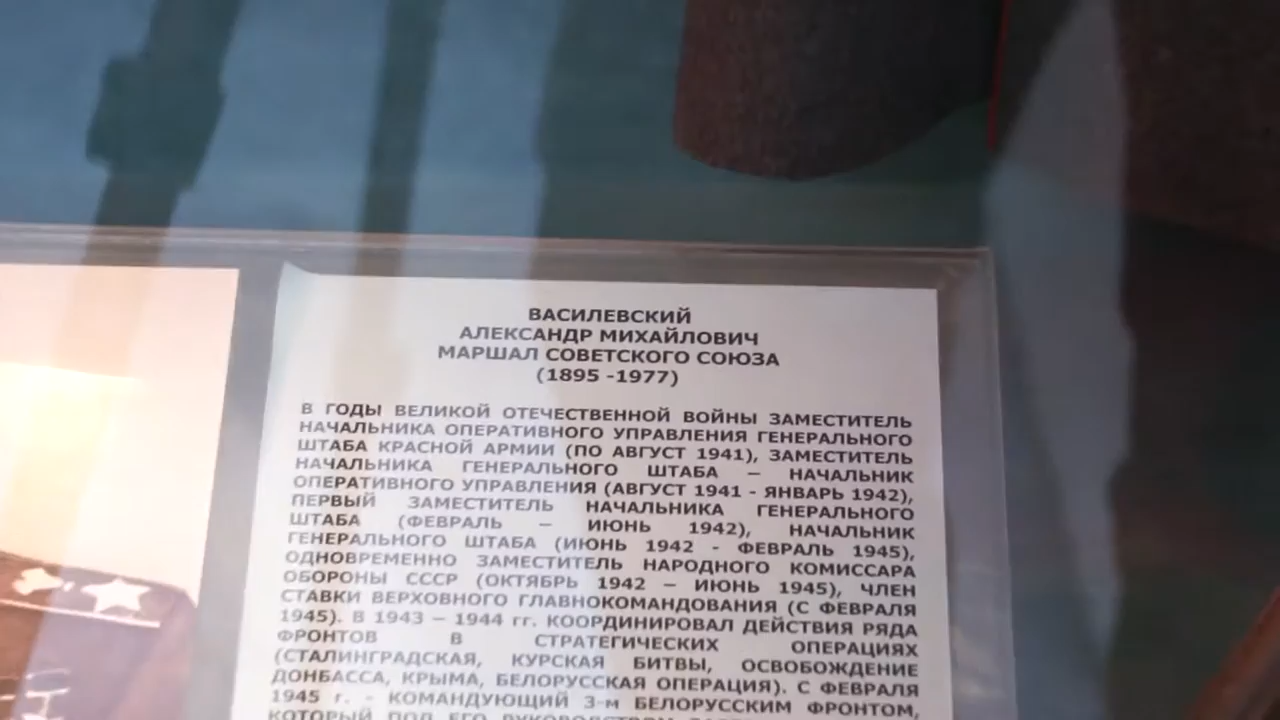 ВАСИЛЕВСКИЙ
АЛЕКСАНДР МИХАЙЛОВИЧ
МАРШАЛ СОВЕТСКОГО СОЮЗА
(1895 -1977)
В ГОДЫ ВЕЛИКОЙ ОТЕЧЕСТВЕННОЙ ВОЙНЫ ЗАМЕСТИТЕЛЬ
НАЧАЛЬНИКА ОПЕРАТИВНОГО УПРАВЛЕНИЯ ГЕНЕРАЛЬНОГО
ШТАБА КРАСНОЙ АРМИИ (ПО АВГУСТ 1941), ЗАМЕСТИТЕЛЬ
НАЧАЛЬНИКА ГЕНЕРАЛЬНОГО ШТАБА – НАЧАЛЬНИК
ОПЕРАТИВНОГО УПРАВЛЕНИЯ (АВГУСТ 1941 - ЯНВАРЬ 1942),
ПЕРВЫЙ ЗАМЕСТИТЕЛЬ НАЧАЛЬНИКА ГЕНЕРАЛЬНОГО
ШТАБА (ФЕВРАЛЬ – ИЮНЬ 1942), НАЧАЛЬНИК
ГЕНЕРАЛЬНОГО ШТАБА (ИЮНЬ 1942 - ФЕВРАЛЬ 1945),
ОДНОВРЕМЕННО ЗАМЕСТИТЕЛЬ НАРОДНОГО КОМИССАРА
ОБОРОНЫ СССР (ОКТЯБРЬ 1942 – ИЮНЬ 1945), ЧЛЕН
СТАВКИ ВЕРХОВНОГО ГЛАВНОКОМАНДОВАНИЯ (С ФЕВРАЛЯ
1945). В 1943 – 1944 гг. КООРДИНИРОВАЛ ДЕЙСТВИЯ РЯДА
ФРОНТОВ В СТРАТЕГИЧЕСКИХ ОПЕРАЦИЯХ
(СТАЛИНГРАДСКАЯ, КУРСКАЯ БИТВЫ, ОСВОБОЖДЕНИЕ
ДОНБАССА, КРЫМА, БЕЛОРУССКАЯ ОПЕРАЦИЯ). С ФЕВРАЛЯ
1945 г. - КОМАНДУЮЩИЙ 3-м БЕЛОРУССКИМ ФРОНТОМ,
КОТОРЫЙ ПОД ЕГО РУКОВОДСТВОМ